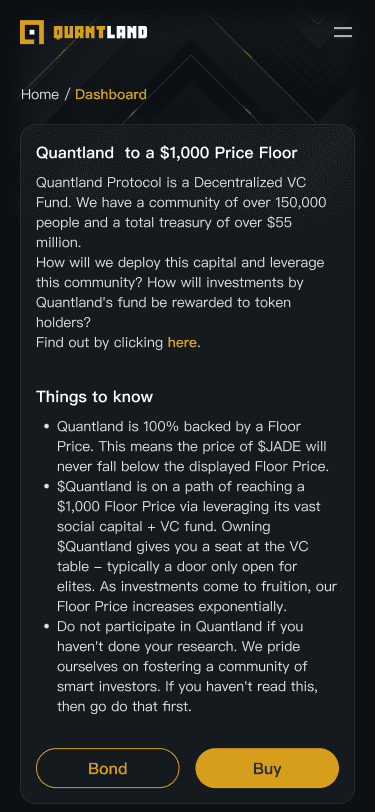 QUANTLAND
Home / Dashboard
Quantland to a $1,000 Price Floor
Quantland Protocol is a Decentralized VC
Fund. We have a community of over 150,000
people and a total treasury of over $55
million.
How will we deploy this capital and leverage
this community? How will investments by
Quantland's fund be rewarded to token
holders?
Find out by clicking here.
Things to know
• Quantland is 100% backed by a Floor
Price. This means the price of $JADE will
never fall below the displayed Floor Price.
• $Quantland is on a path of reaching a
$1,000 Floor Price via leveraging its vast
social capital + VC fund. Owning
$Quantland gives you a seat at the VC
table – typically a door only open for
elites. As investments come to fruition, our
Floor Price increases exponentially.
• Do not participate in Quantland if you
haven't done your research. We pride
ourselves on fostering a community of
smart investors. If you haven't read this,
then go do that first.
Bond Buy